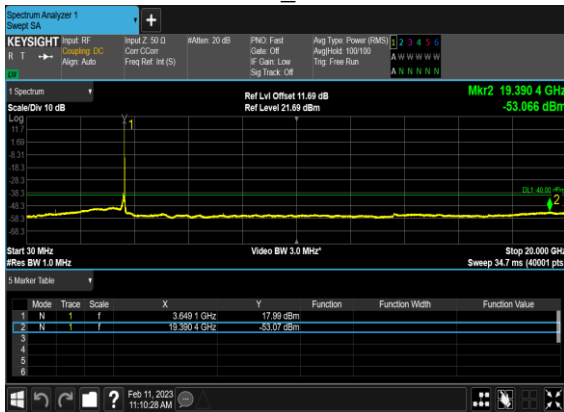 Spectrum Analyzer 1
Swept SA
KEYSIGHT Input: RF Input Z: 50 Ω #Atten: 20 dB PNO: Fast Avg Type: Power (RMS) 1 2 3 4 5 6
R T Coupling: DC Corr CCorr Gate: Off Avg|Hold: 100/100 A W W W W W
Align: Auto Freq Ref: Int (S) IF Gain: Low Trig: Free Run
Sig Track: Off A N N N N N
1 Spectrum Ref Lvl Offset 11.69 dB Mkr2 19.390 4 GHz
Scale/Div 10 dB Ref Level 21.69 dBm -53.066 dBm
Log
11.7
1
1.69
-8.31
-18.3
-28.3
-38.3 DL1 -40.00 dBm
-48.3 2
-58.3
-68.3
Start 30 MHz Video BW 3.0 MHz* Stop 20.000 GHz
#Res BW 1.0 MHz Sweep 34.7 ms (40001 pts)
5 Marker Table
Mode Trace Scale X Y Function Function Width Function Value
1 N 1 f 3.649 1 GHz 17.99 dBm
2 N 1 f 19.390 4 GHz -53.07 dBm
3
4
5
6
Feb 11, 2023
11:10:28 AM